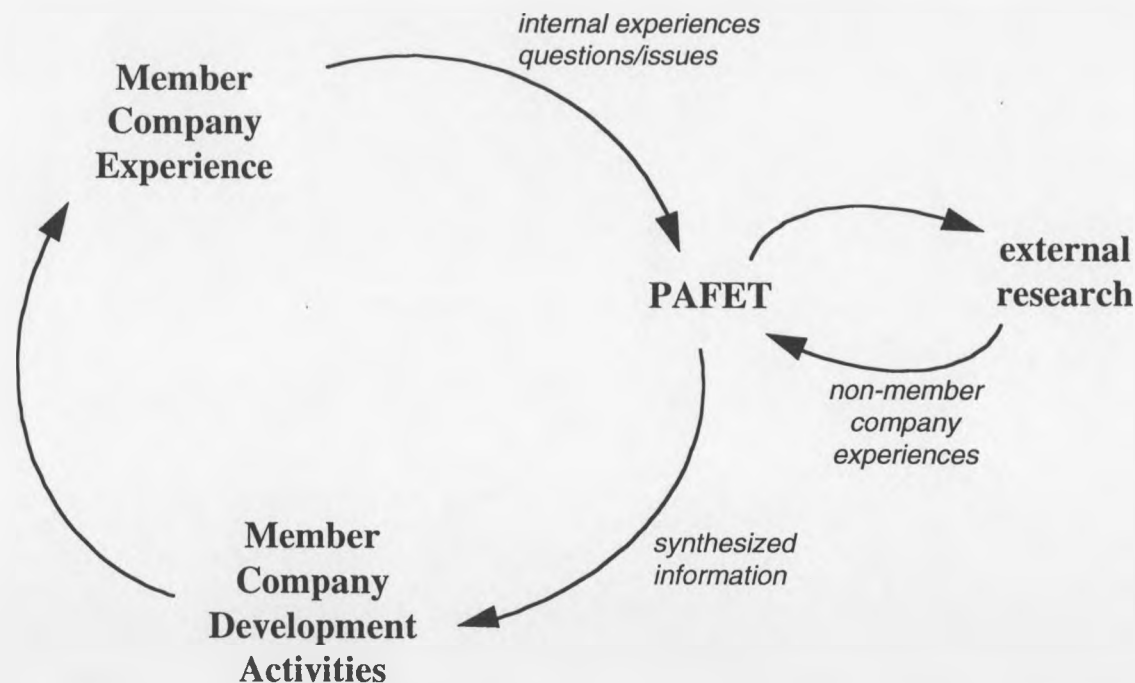 internal experiences
questions/issues
Member
Company
Experience
PAFET
external
research
non-member
company
experiences
synthesized
information
Member
Company
Development
Activities